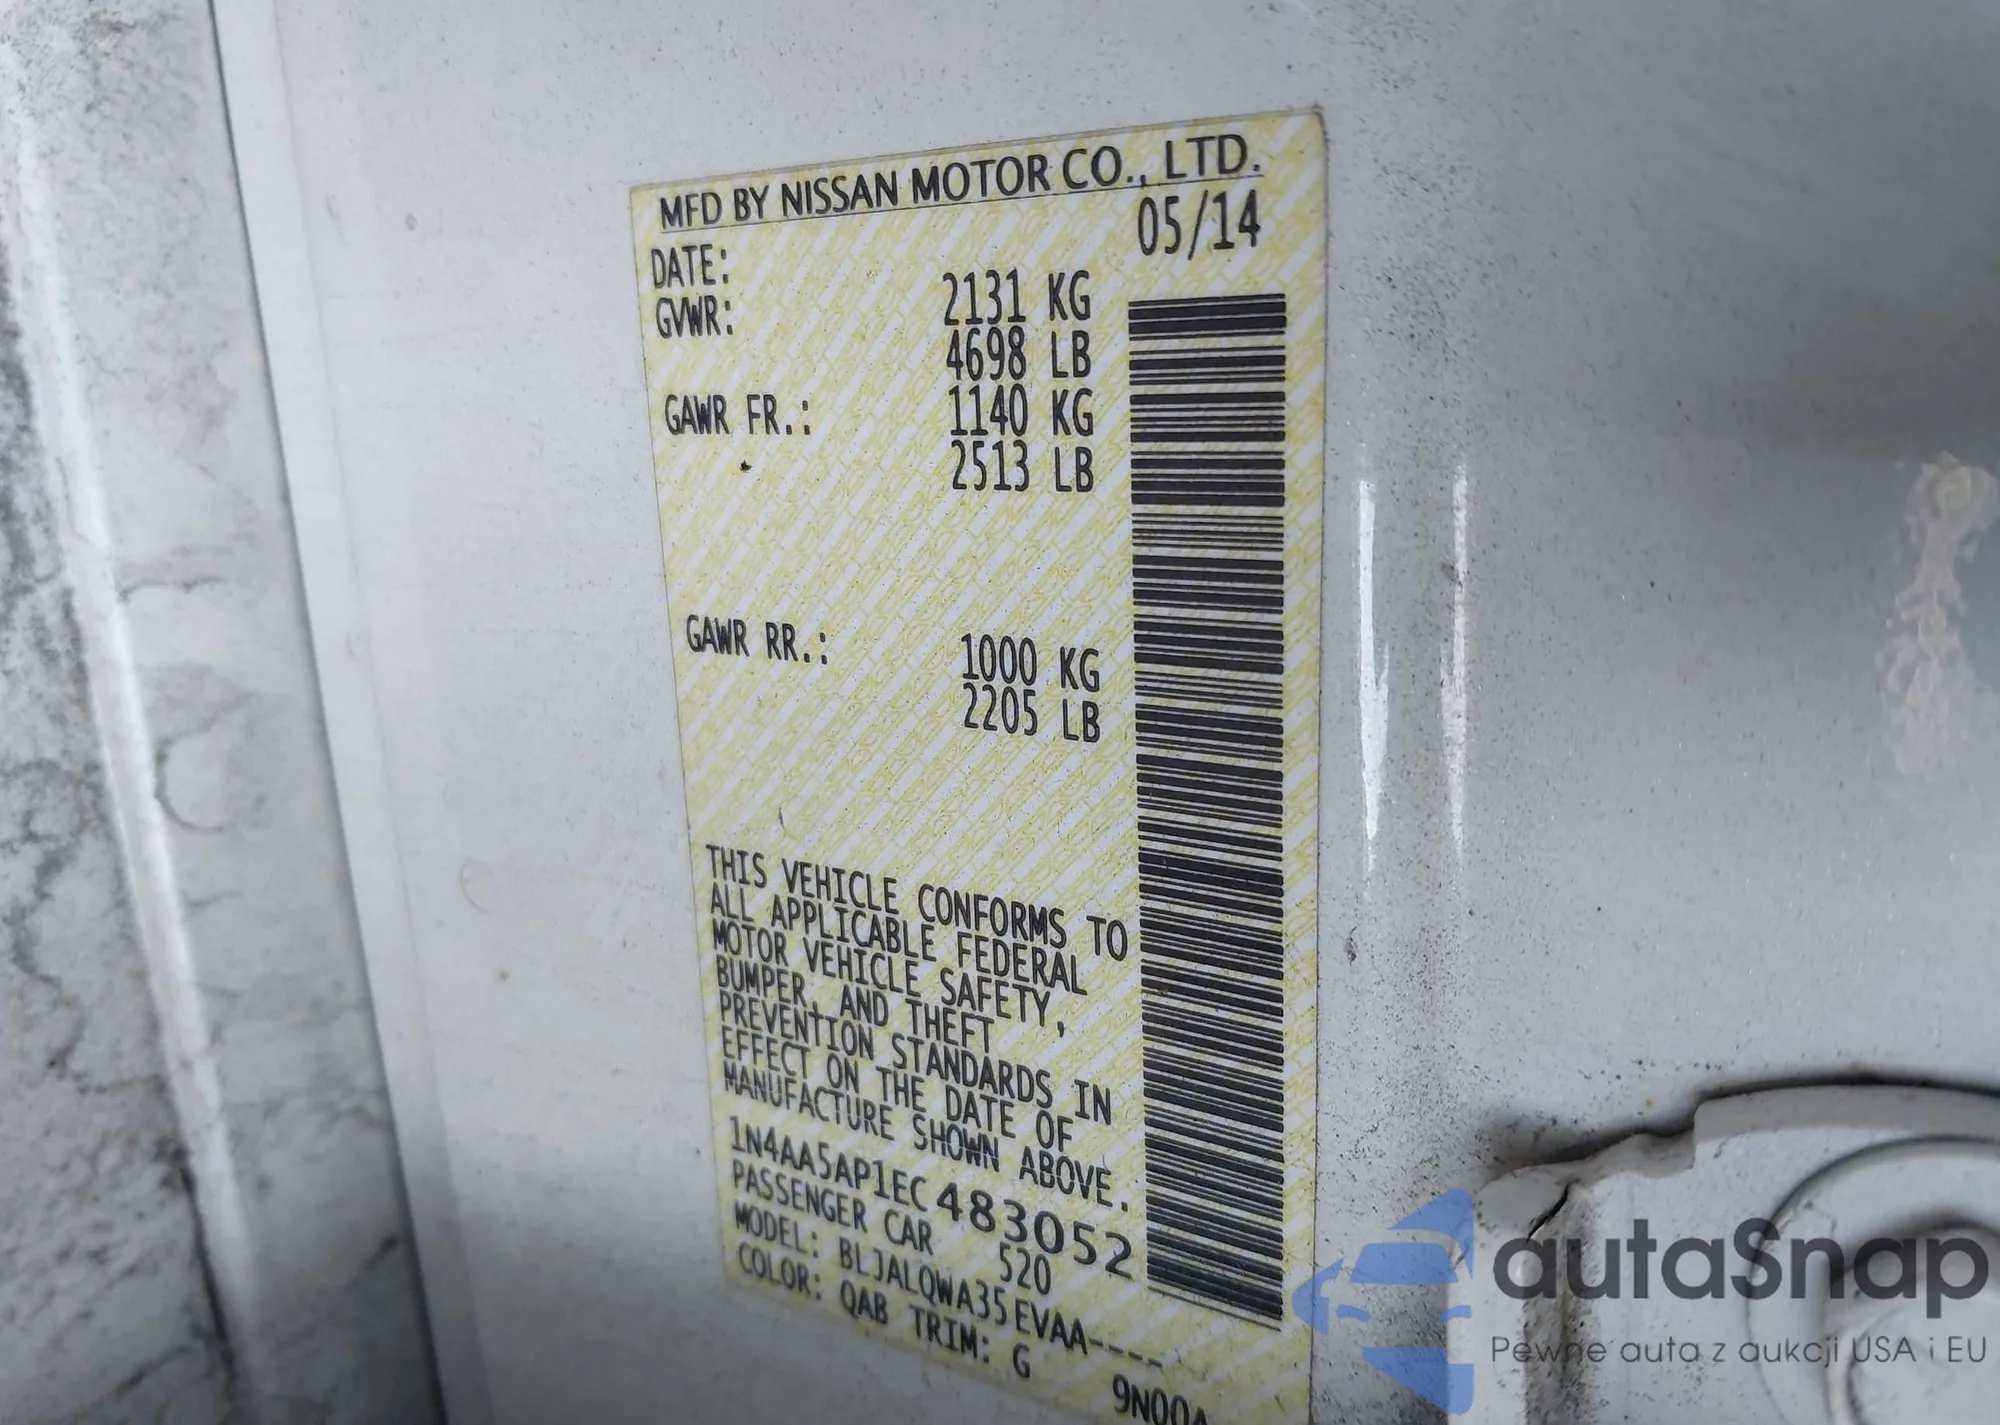 MFD BY NISSAN MOTOR CO., LTD.
DATE: 05/14
GVWR: 2131 KG
4698 LB
GAWR FR.: 1140 KG
2513 LB
GAWR RR.: 1000 KG
2205 LB
THIS VEHICLE CONFORMS TO
ALL APPLICABLE FEDERAL
MOTOR VEHICLE SAFETY,
BUMPER, AND THEFT
PREVENTION STANDARDS IN
EFFECT ON THE DATE OF
MANUFACTURE SHOWN ABOVE.
1N4AA5AP1EC483052
PASSENGER CAR 520
MODEL: BLJALQWA35EVAA----
COLOR: QAB TRIM: G
9N00A
autaSnap
Pewne auta z aukcji USA i EU